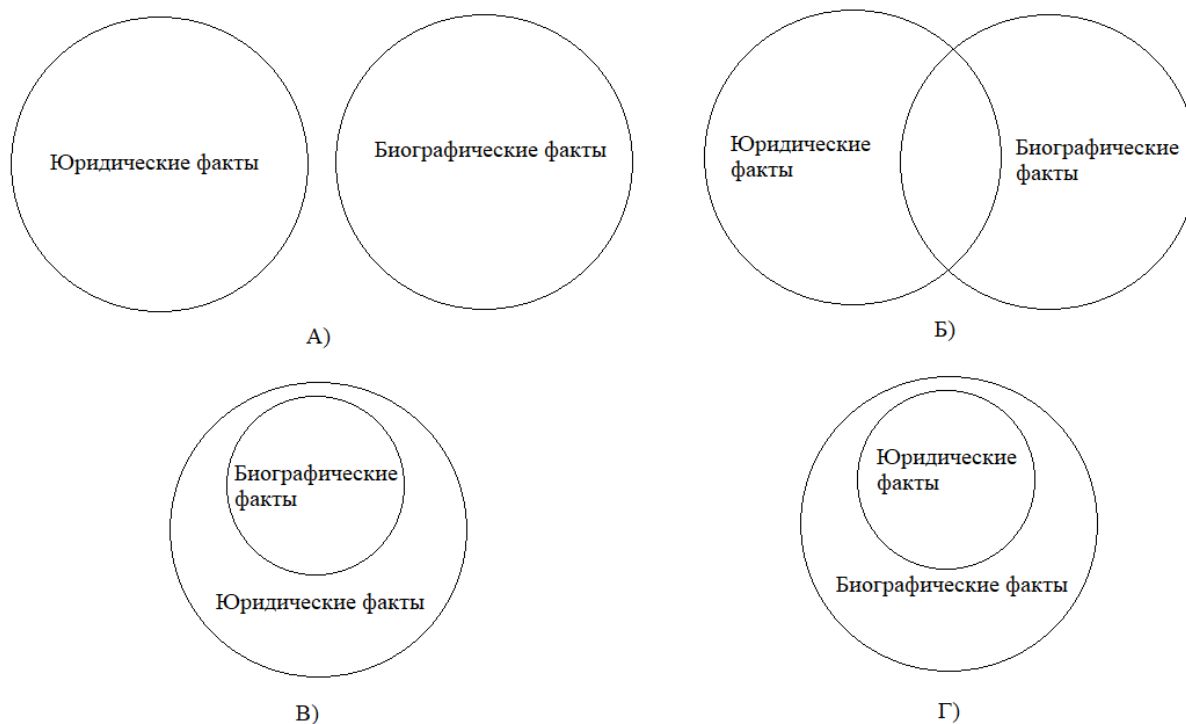 Юридические факты
Биографические факты
А)
Юридические
факты
Биографические
факты
Б)
Биографические
факты
Юридические факты
В)
Юридические
факты
Биографические факты
Г)